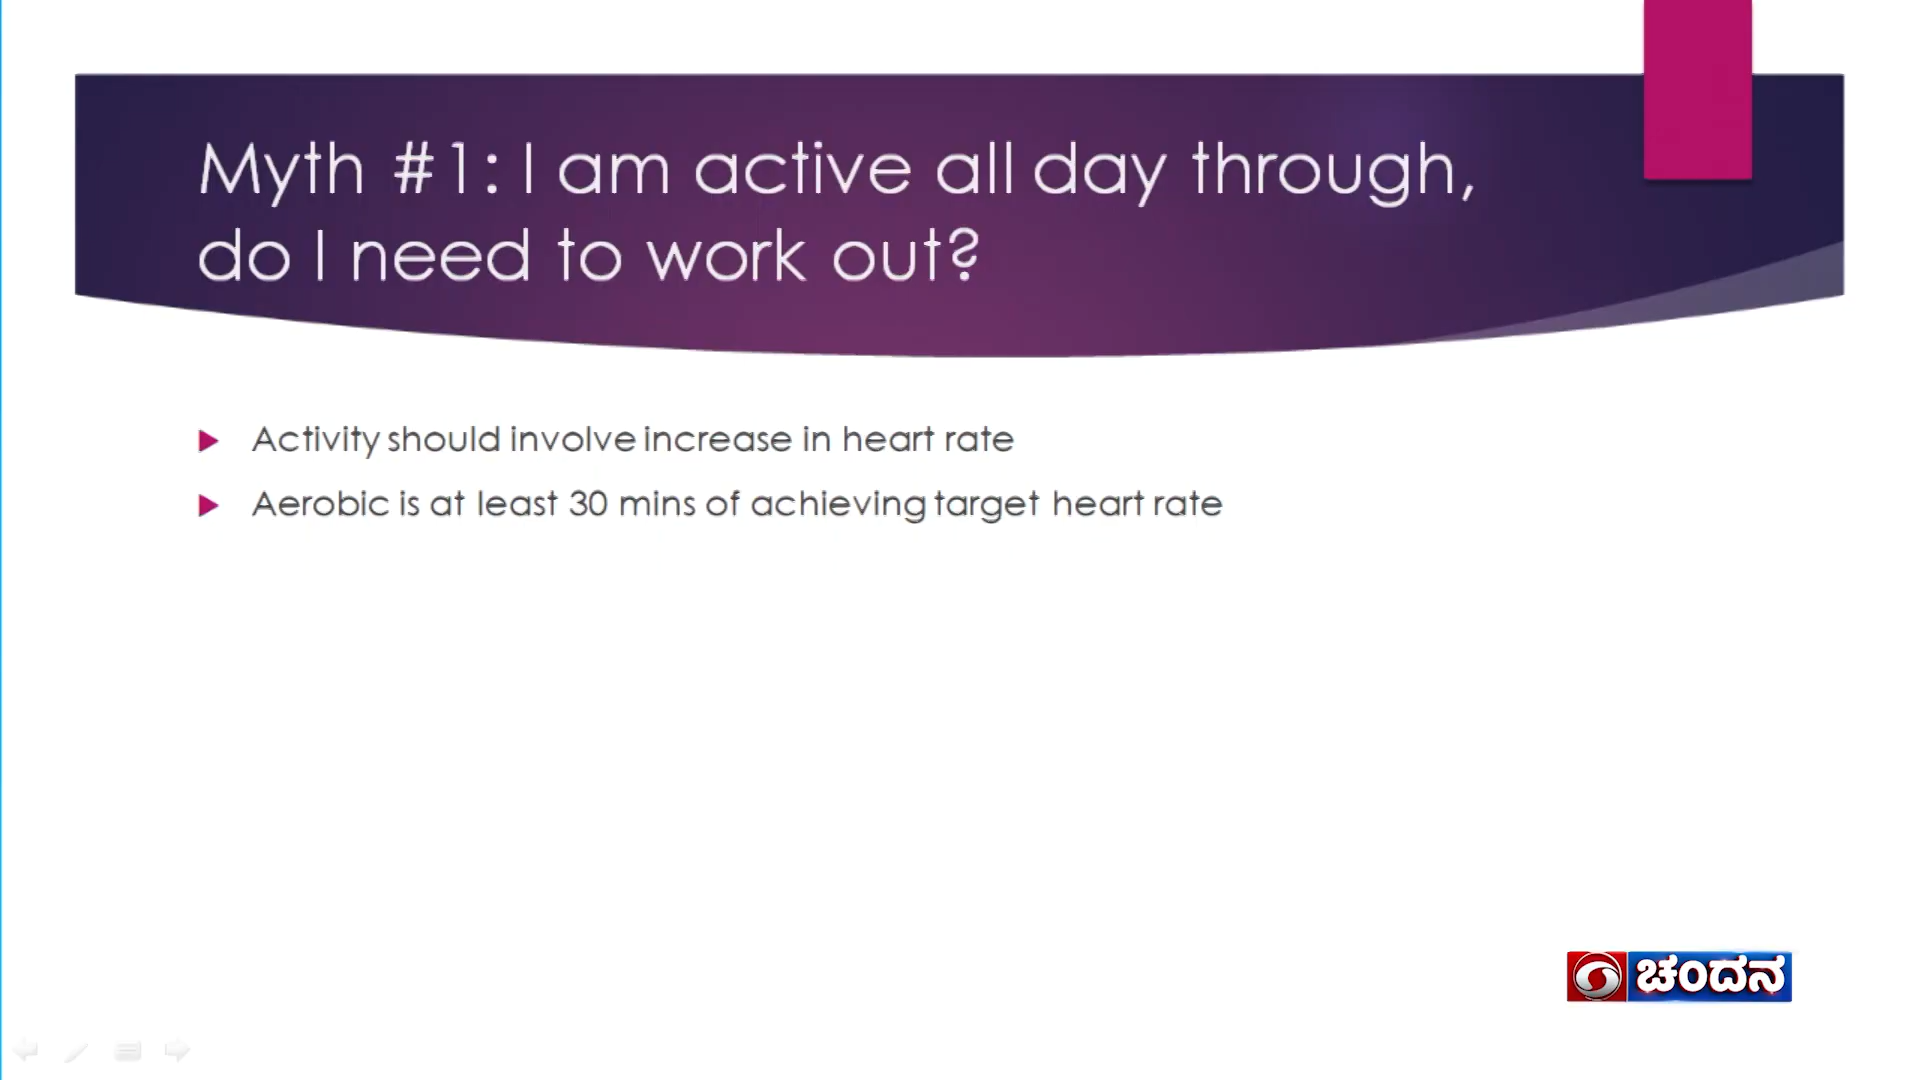 Myth #1: I am active all day through,
do I need to work out?
Activity should involve increase in heart rate
Aerobic is at least 30 mins of achieving target heart rate
ಚಂದನ